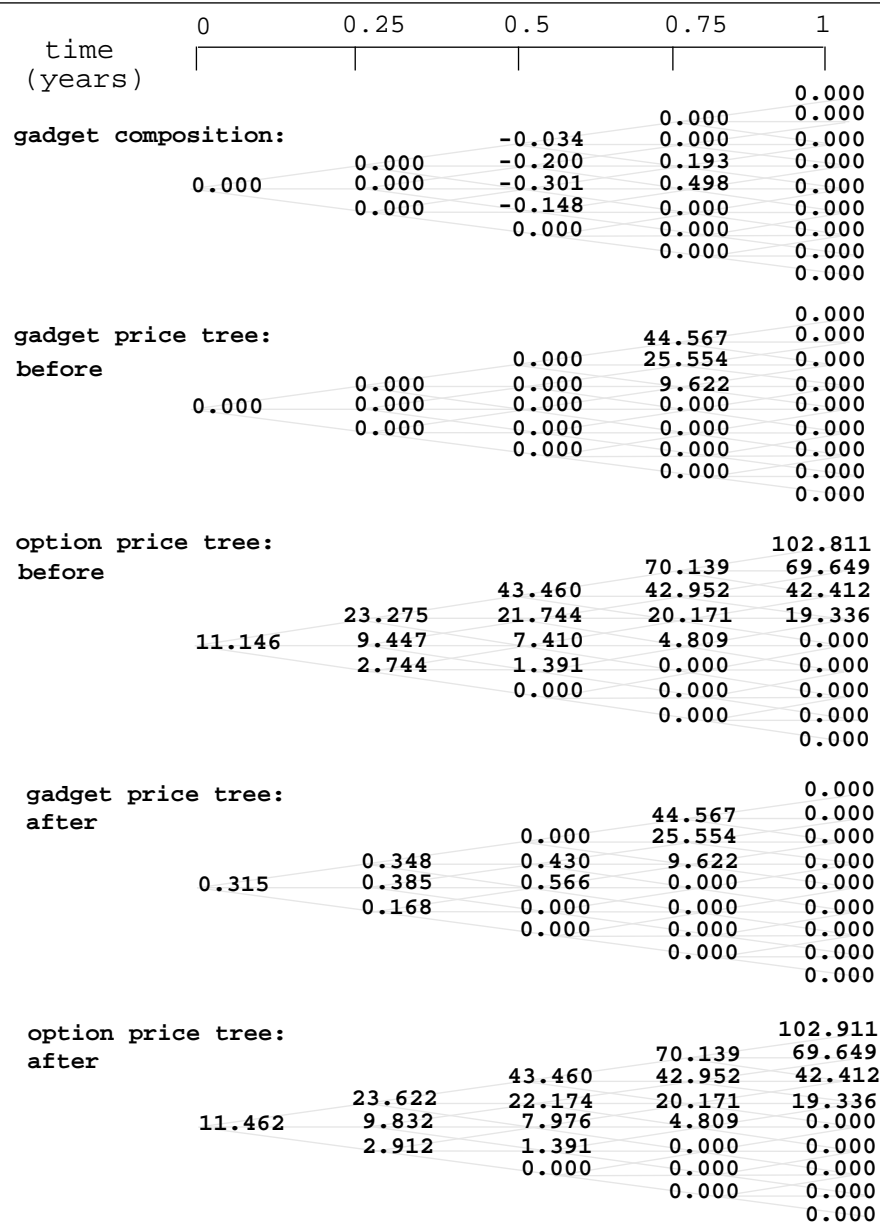 0 0.25 0.5 0.75 1
time
(years)
0.000
0.000 0.000
gadget composition: -0.034 0.000 0.000
0.000 -0.200 0.193 0.000
0.000 0.000 -0.301 0.498 0.000
0.000 -0.148 0.000 0.000
0.000 0.000 0.000
0.000 0.000
0.000
0.000
gadget price tree: 44.567 0.000
before 0.000 25.554 0.000
0.000 0.000 9.622 0.000
0.000 0.000 0.000 0.000 0.000
0.000 0.000 0.000 0.000
0.000 0.000 0.000
0.000 0.000
0.000
option price tree: 102.811
before 70.139 69.649
43.460 42.952 42.412
23.275 21.744 20.171 19.336
11.146 9.447 7.410 4.809 0.000
2.744 1.391 0.000 0.000
0.000 0.000 0.000
0.000 0.000
0.000
gadget price tree: 0.000
after 44.567 0.000
0.000 25.554 0.000
0.348 0.430 9.622 0.000
0.315 0.385 0.566 0.000 0.000
0.168 0.000 0.000 0.000
0.000 0.000 0.000
0.000 0.000
0.000
option price tree: 102.911
after 70.139 69.649
43.460 42.952 42.412
23.622 22.174 20.171 19.336
11.462 9.832 7.976 4.809 0.000
2.912 1.391 0.000 0.000
0.000 0.000 0.000
0.000 0.000
0.000